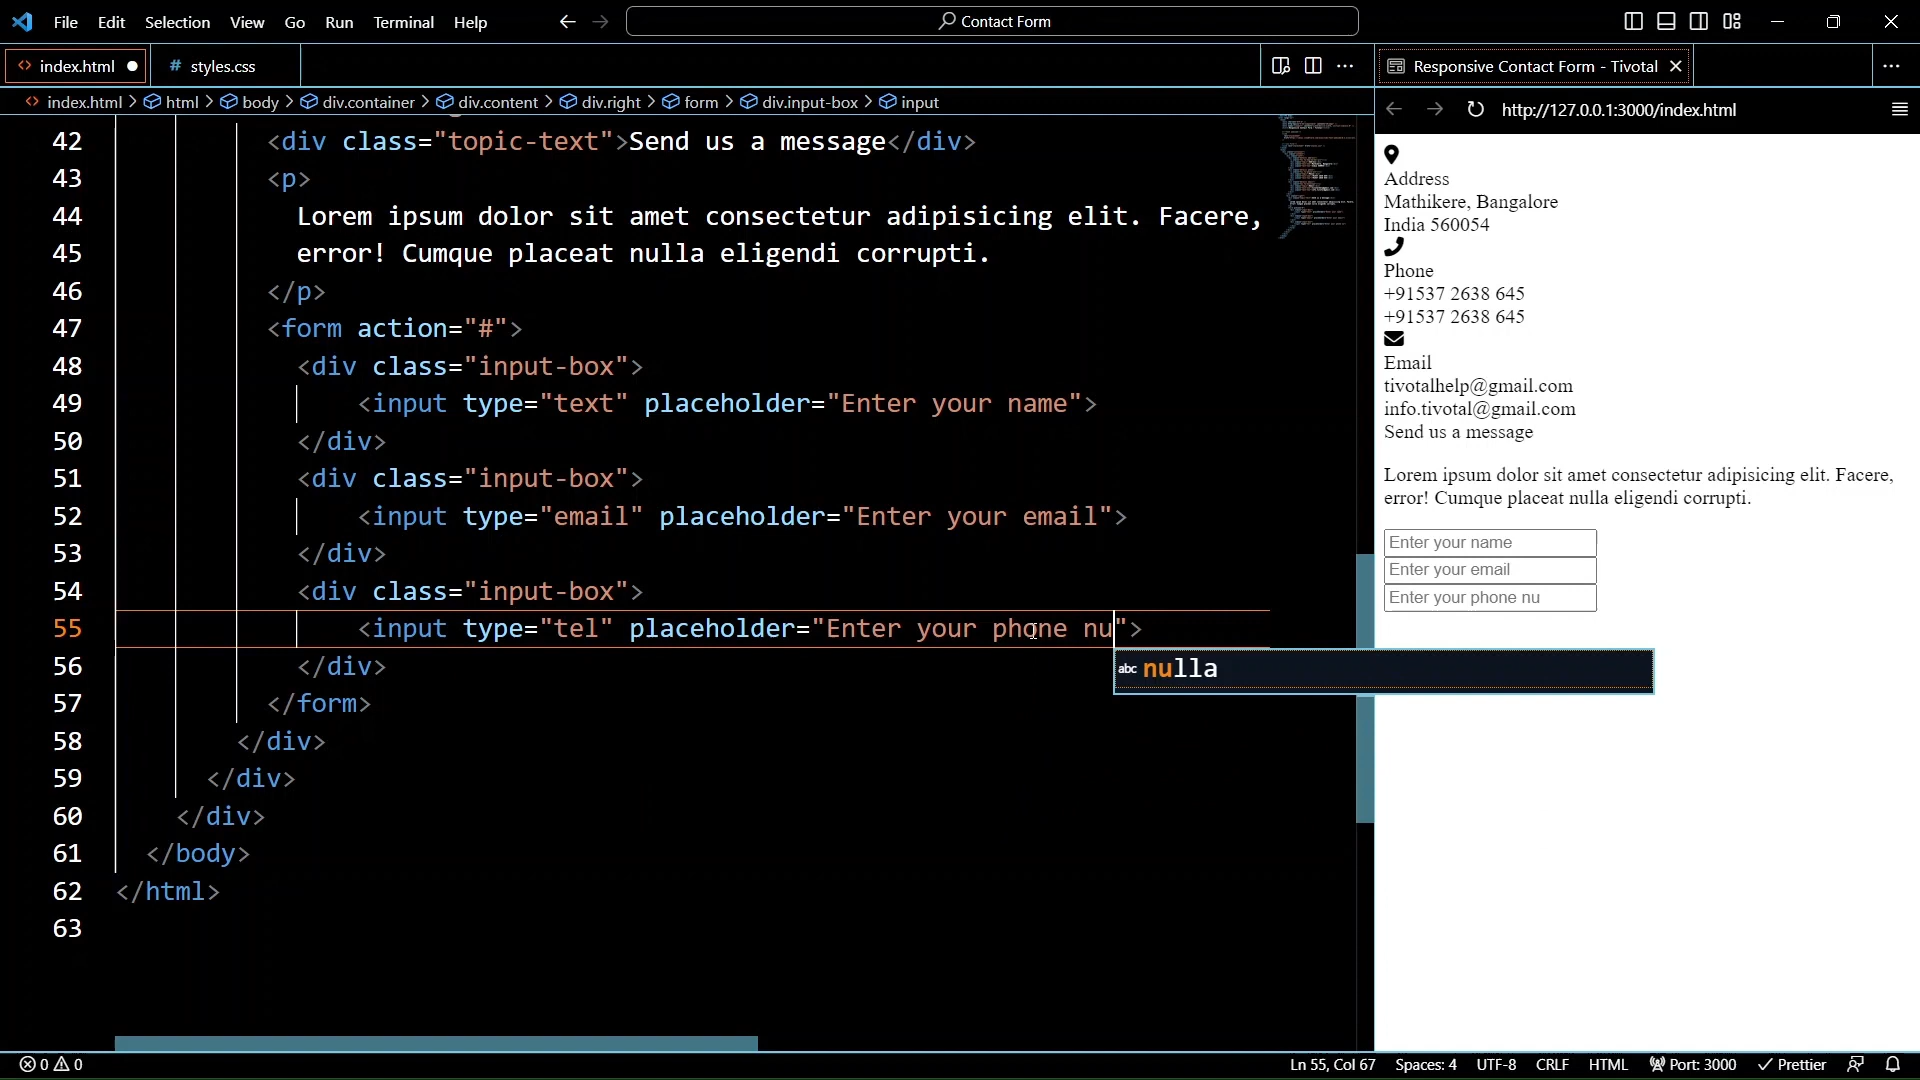 File Edit Selection View Go Run Terminal Help
Contact Form
index.html
# styles.css
Responsive Contact Form - Tivotal
index.html > html > body > div.container > div.content > div.right > form > div.input-box > input
http://127.0.0.1:3000/index.html
42 <div class="topic-text">Send us a message</div>
43 <p>
44 Lorem ipsum dolor sit amet consectetur adipisicing elit. Facere,
45 error! Cumque placeat nulla eligendi corrupti.
46 </p>
47 <form action="#">
48 <div class="input-box">
49 <input type="text" placeholder="Enter your name">
50 </div>
51 <div class="input-box">
52 <input type="email" placeholder="Enter your email">
53 </div>
54 <div class="input-box">
55 <input type="tel" placeholder="Enter your phone nu">
abc nulla
56 </div>
57 </form>
58 </div>
59 </div>
60 </div>
61 </body>
62 </html>
63
Address
Mathikere, Bangalore
India 560054
Phone
+91537 2638 645
+91537 2638 645
Email
tivotalhelp@gmail.com
info.tivotal@gmail.com
Send us a message
Lorem ipsum dolor sit amet consectetur adipisicing elit. Facere,
error! Cumque placeat nulla eligendi corrupti.
Enter your name
Enter your email
Enter your phone nu
0 0
Ln 55, Col 67 Spaces: 4 UTF-8 CRLF HTML Port: 3000 Prettier